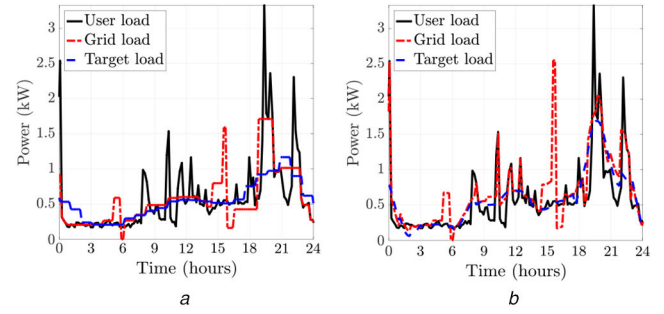 User load
Grid load
Target load
Power (kW)
3
2.5
2
1.5
1
0.5
0
0 3 6 9 12 15 18 21 24
Time (hours)
a
User load
Grid load
Target load
Power (kW)
3
2.5
2
1.5
1
0.5
0
0 3 6 9 12 15 18 21 24
Time (hours)
b